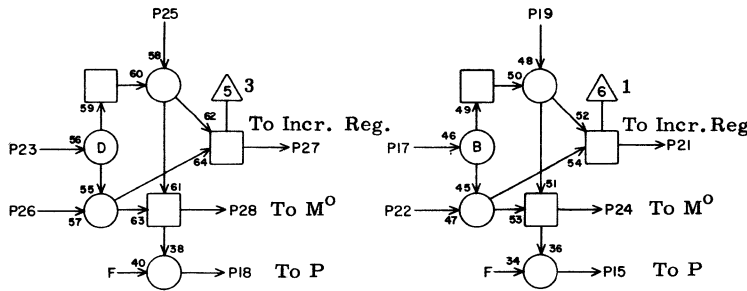 P25 P19
58 48
60 50
5 3 6 1
59 49
62 52
To Incr. Reg. To Incr. Reg.
56 46
P23 D P27 P17 B P21
64 54
55 61 45 51
P26 P28 To M⁰ P22 P24 To M⁰
57 63 47 53
38 36
40 34
F P18 To P F P15 To P